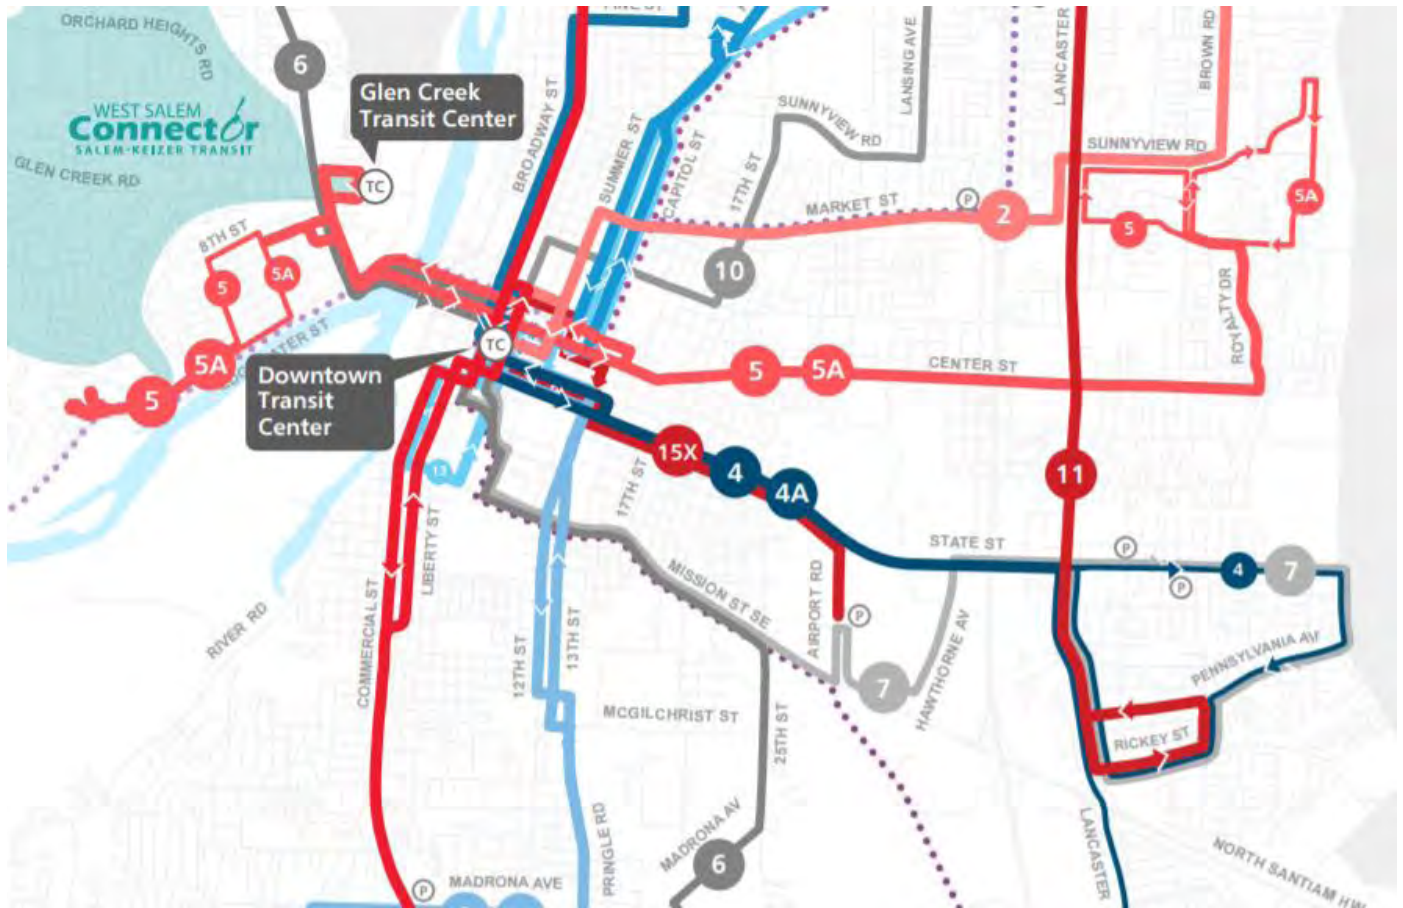 PINE ST
ORCHARD HEIGHTS
RD
6
Glen Creek
Transit Center
WEST SALEM
Connector
SALEM-KEIZER TRANSIT
GLEN CREEK RD
TC
BROADWAY ST
SUMMER ST
CAPITOL ST
17TH ST
SUNNYVIEW
RD
LANSING AVE
LANCASTER
BROWN RD
SUNNYVIEW RD
MARKET ST
P
2
5
5A
8TH ST
5
5A
10
ROYALTY DR
TC
5A
5
Downtown
Transit
Center
5
5A
CENTER ST
13
15X
4
4A
11
17TH ST
LIBERTY ST
STATE ST
P
P
4
7
COMMERCIAL ST
RIVER RD
12TH ST
13TH ST
MISSION ST SE
AIRPORT RD
P
7
HAWTHORNE AV
PENNSYLVANIA AV
MCGILCHRIST ST
25TH ST
RICKEY ST
PRINGLE RD
MADRONA AV
6
LANCASTER
NORTH SANTIAM HW
P
MADRONA AVE